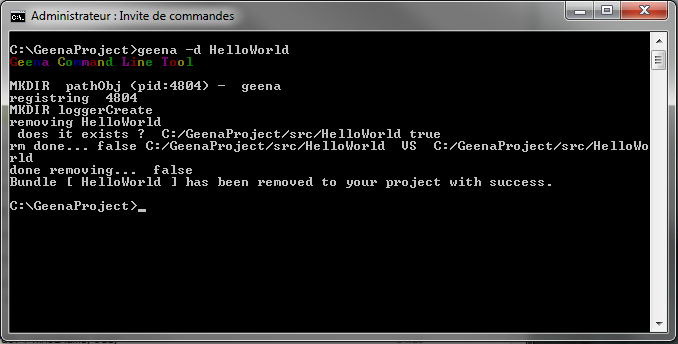 Administrateur : Invite de commandes
C:\GeenaProject>geena -d HelloWorld
Geena Command Line Tool
MKDIR  pathObj (pid:4804) -  geena
registring  4804
MKDIR loggerCreate
removing HelloWorld
 does it exists ?  C:/GeenaProject/src/HelloWorld true
rm done... false C:/GeenaProject/src/HelloWorld  VS  C:/GeenaProject/src/HelloWo
rld
done removing...  false
Bundle [ HelloWorld ] has been removed to your project with success.
C:\GeenaProject>_